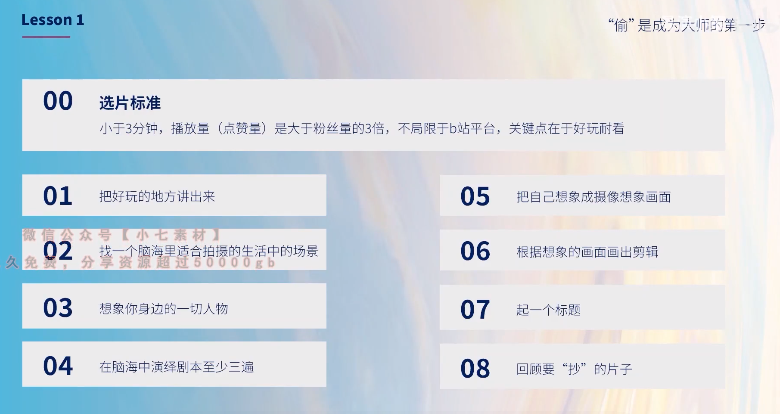 Lesson 1
“偷”是成为大师的第一步
00 选片标准
小于3分钟，播放量（点赞量）是大于粉丝量的3倍，不局限于b站平台，关键点在于好玩耐看
01 把好玩的地方讲出来
微信公众号【小七素材】
02 找一个脑海里适合拍摄的生活中的场景
久免费，分享资源超过50000gb
03 想象你身边的一切人物
04 在脑海中演绎剧本至少三遍
05 把自己想象成摄像想象画面
06 根据想象的画面画出剪辑
07 起一个标题
08 回顾要“抄”的片子